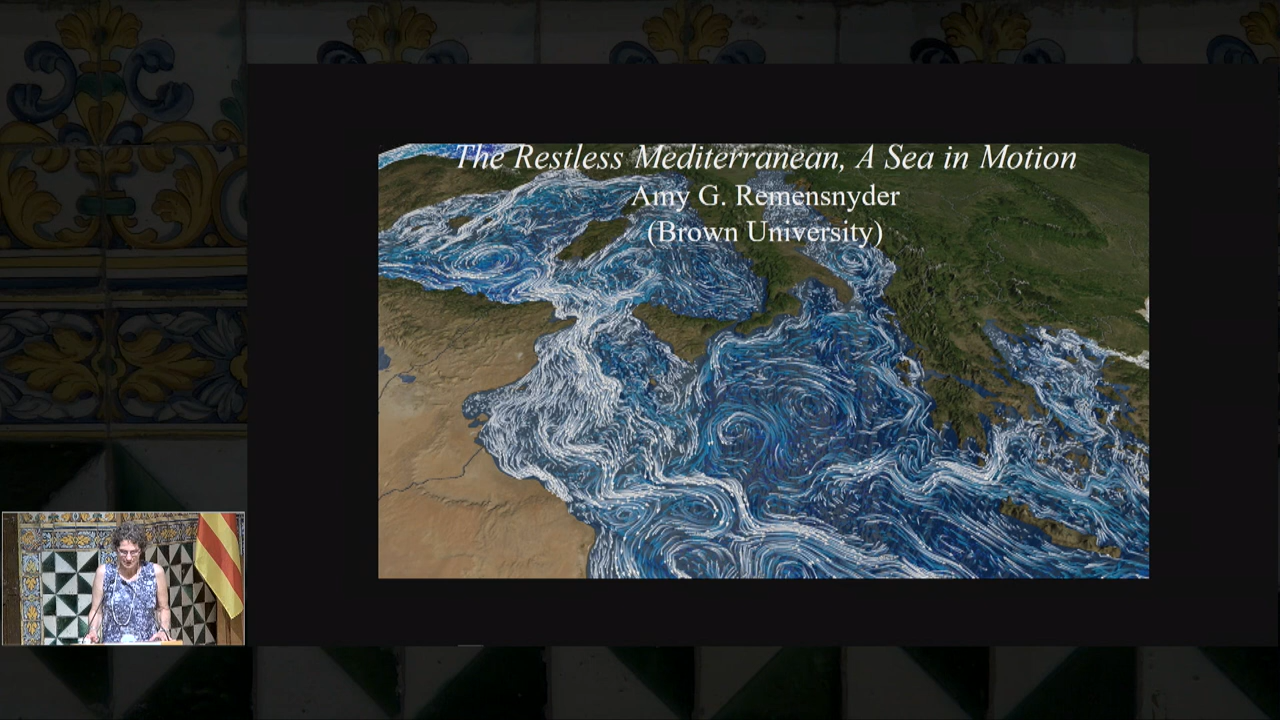 The Restless Mediterranean, A Sea in Motion
Amy G. Remensnyder
(Brown University)